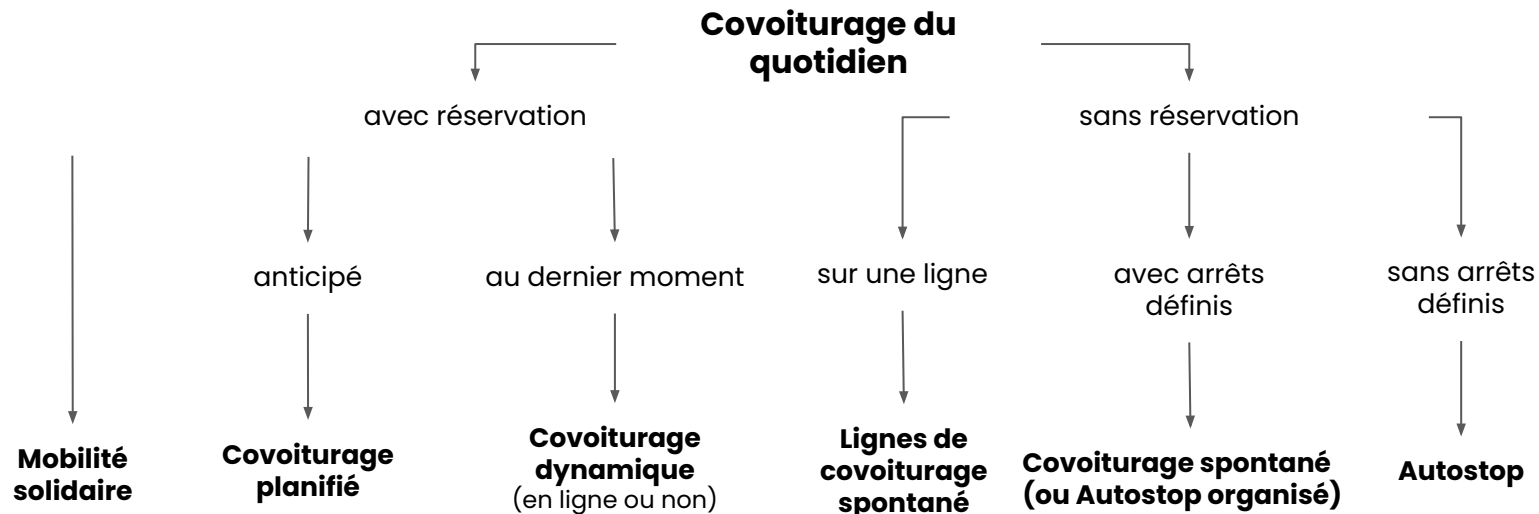 Covoiturage du
quotidien
avec réservation
sans réservation
anticipé
au dernier moment
sur une ligne
avec arrêts
définis
sans arrêts
définis
Mobilité
solidaire
Covoiturage
planifié
Covoiturage
dynamique
(en ligne ou non)
Lignes de
covoiturage
spontané
Covoiturage spontané
(ou Autostop organisé)
Autostop